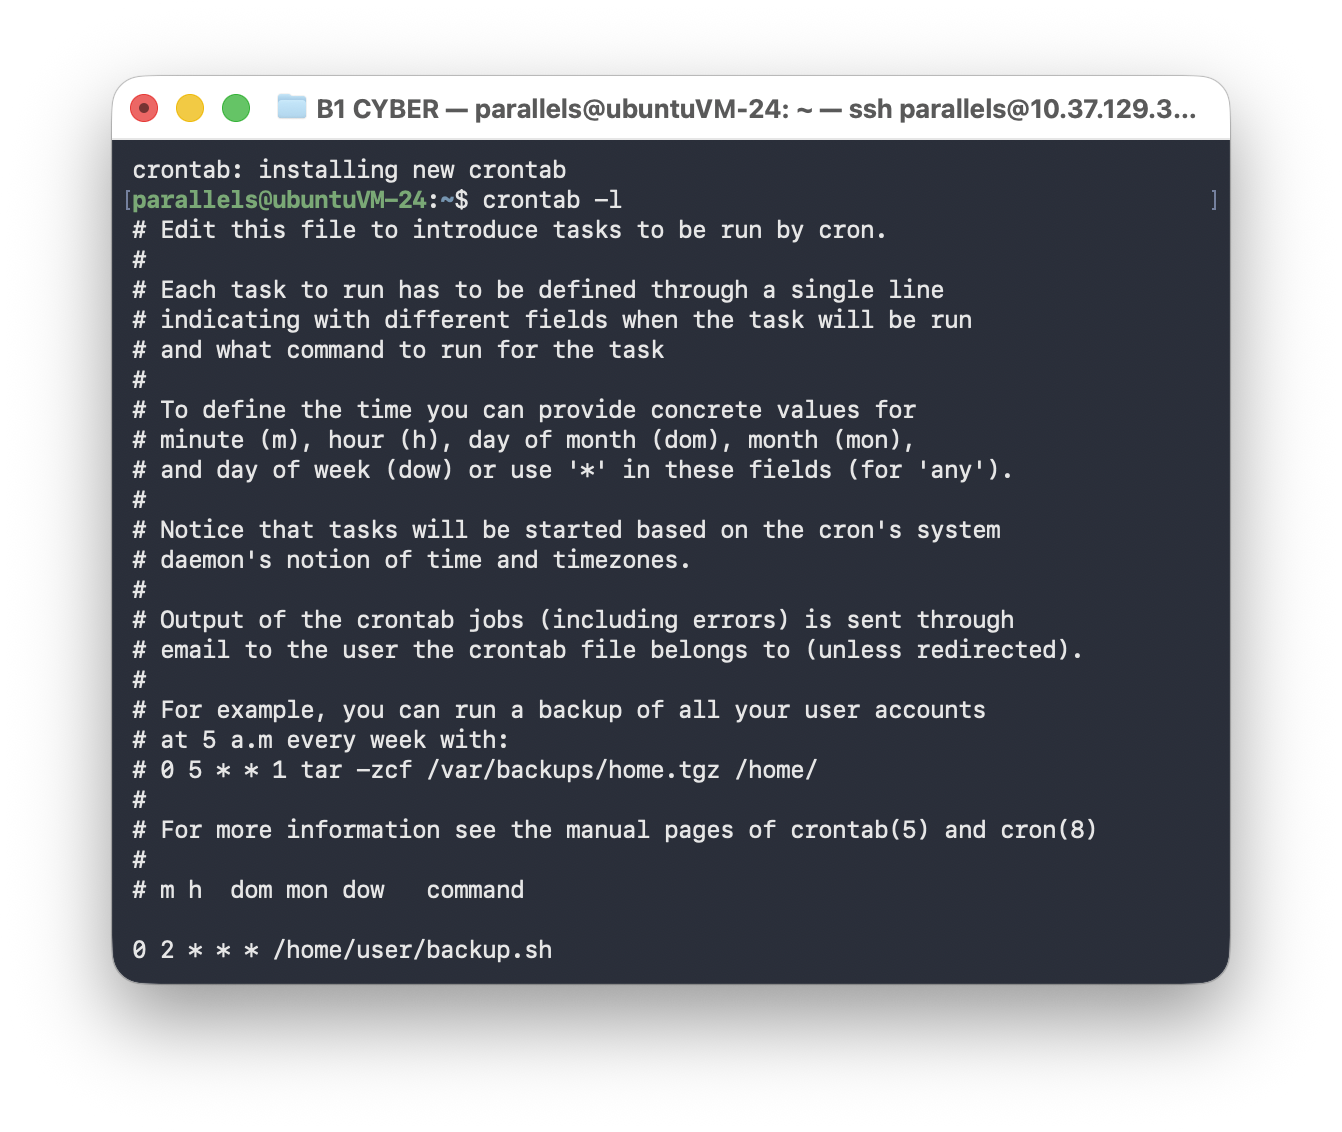 B1 CYBER — parallels@ubuntuVM-24: ~ — ssh parallels@10.37.129.3...
crontab: installing new crontab
[parallels@ubuntuVM-24:~$ crontab -l ]
# Edit this file to introduce tasks to be run by cron.
#
# Each task to run has to be defined through a single line
# indicating with different fields when the task will be run
# and what command to run for the task
#
# To define the time you can provide concrete values for
# minute (m), hour (h), day of month (dom), month (mon),
# and day of week (dow) or use '*' in these fields (for 'any').
#
# Notice that tasks will be started based on the cron's system
# daemon's notion of time and timezones.
#
# Output of the crontab jobs (including errors) is sent through
# email to the user the crontab file belongs to (unless redirected).
#
# For example, you can run a backup of all your user accounts
# at 5 a.m every week with:
# 0 5 * * 1 tar -zcf /var/backups/home.tgz /home/
#
# For more information see the manual pages of crontab(5) and cron(8)
#
# m h  dom mon dow   command
0 2 * * * /home/user/backup.sh